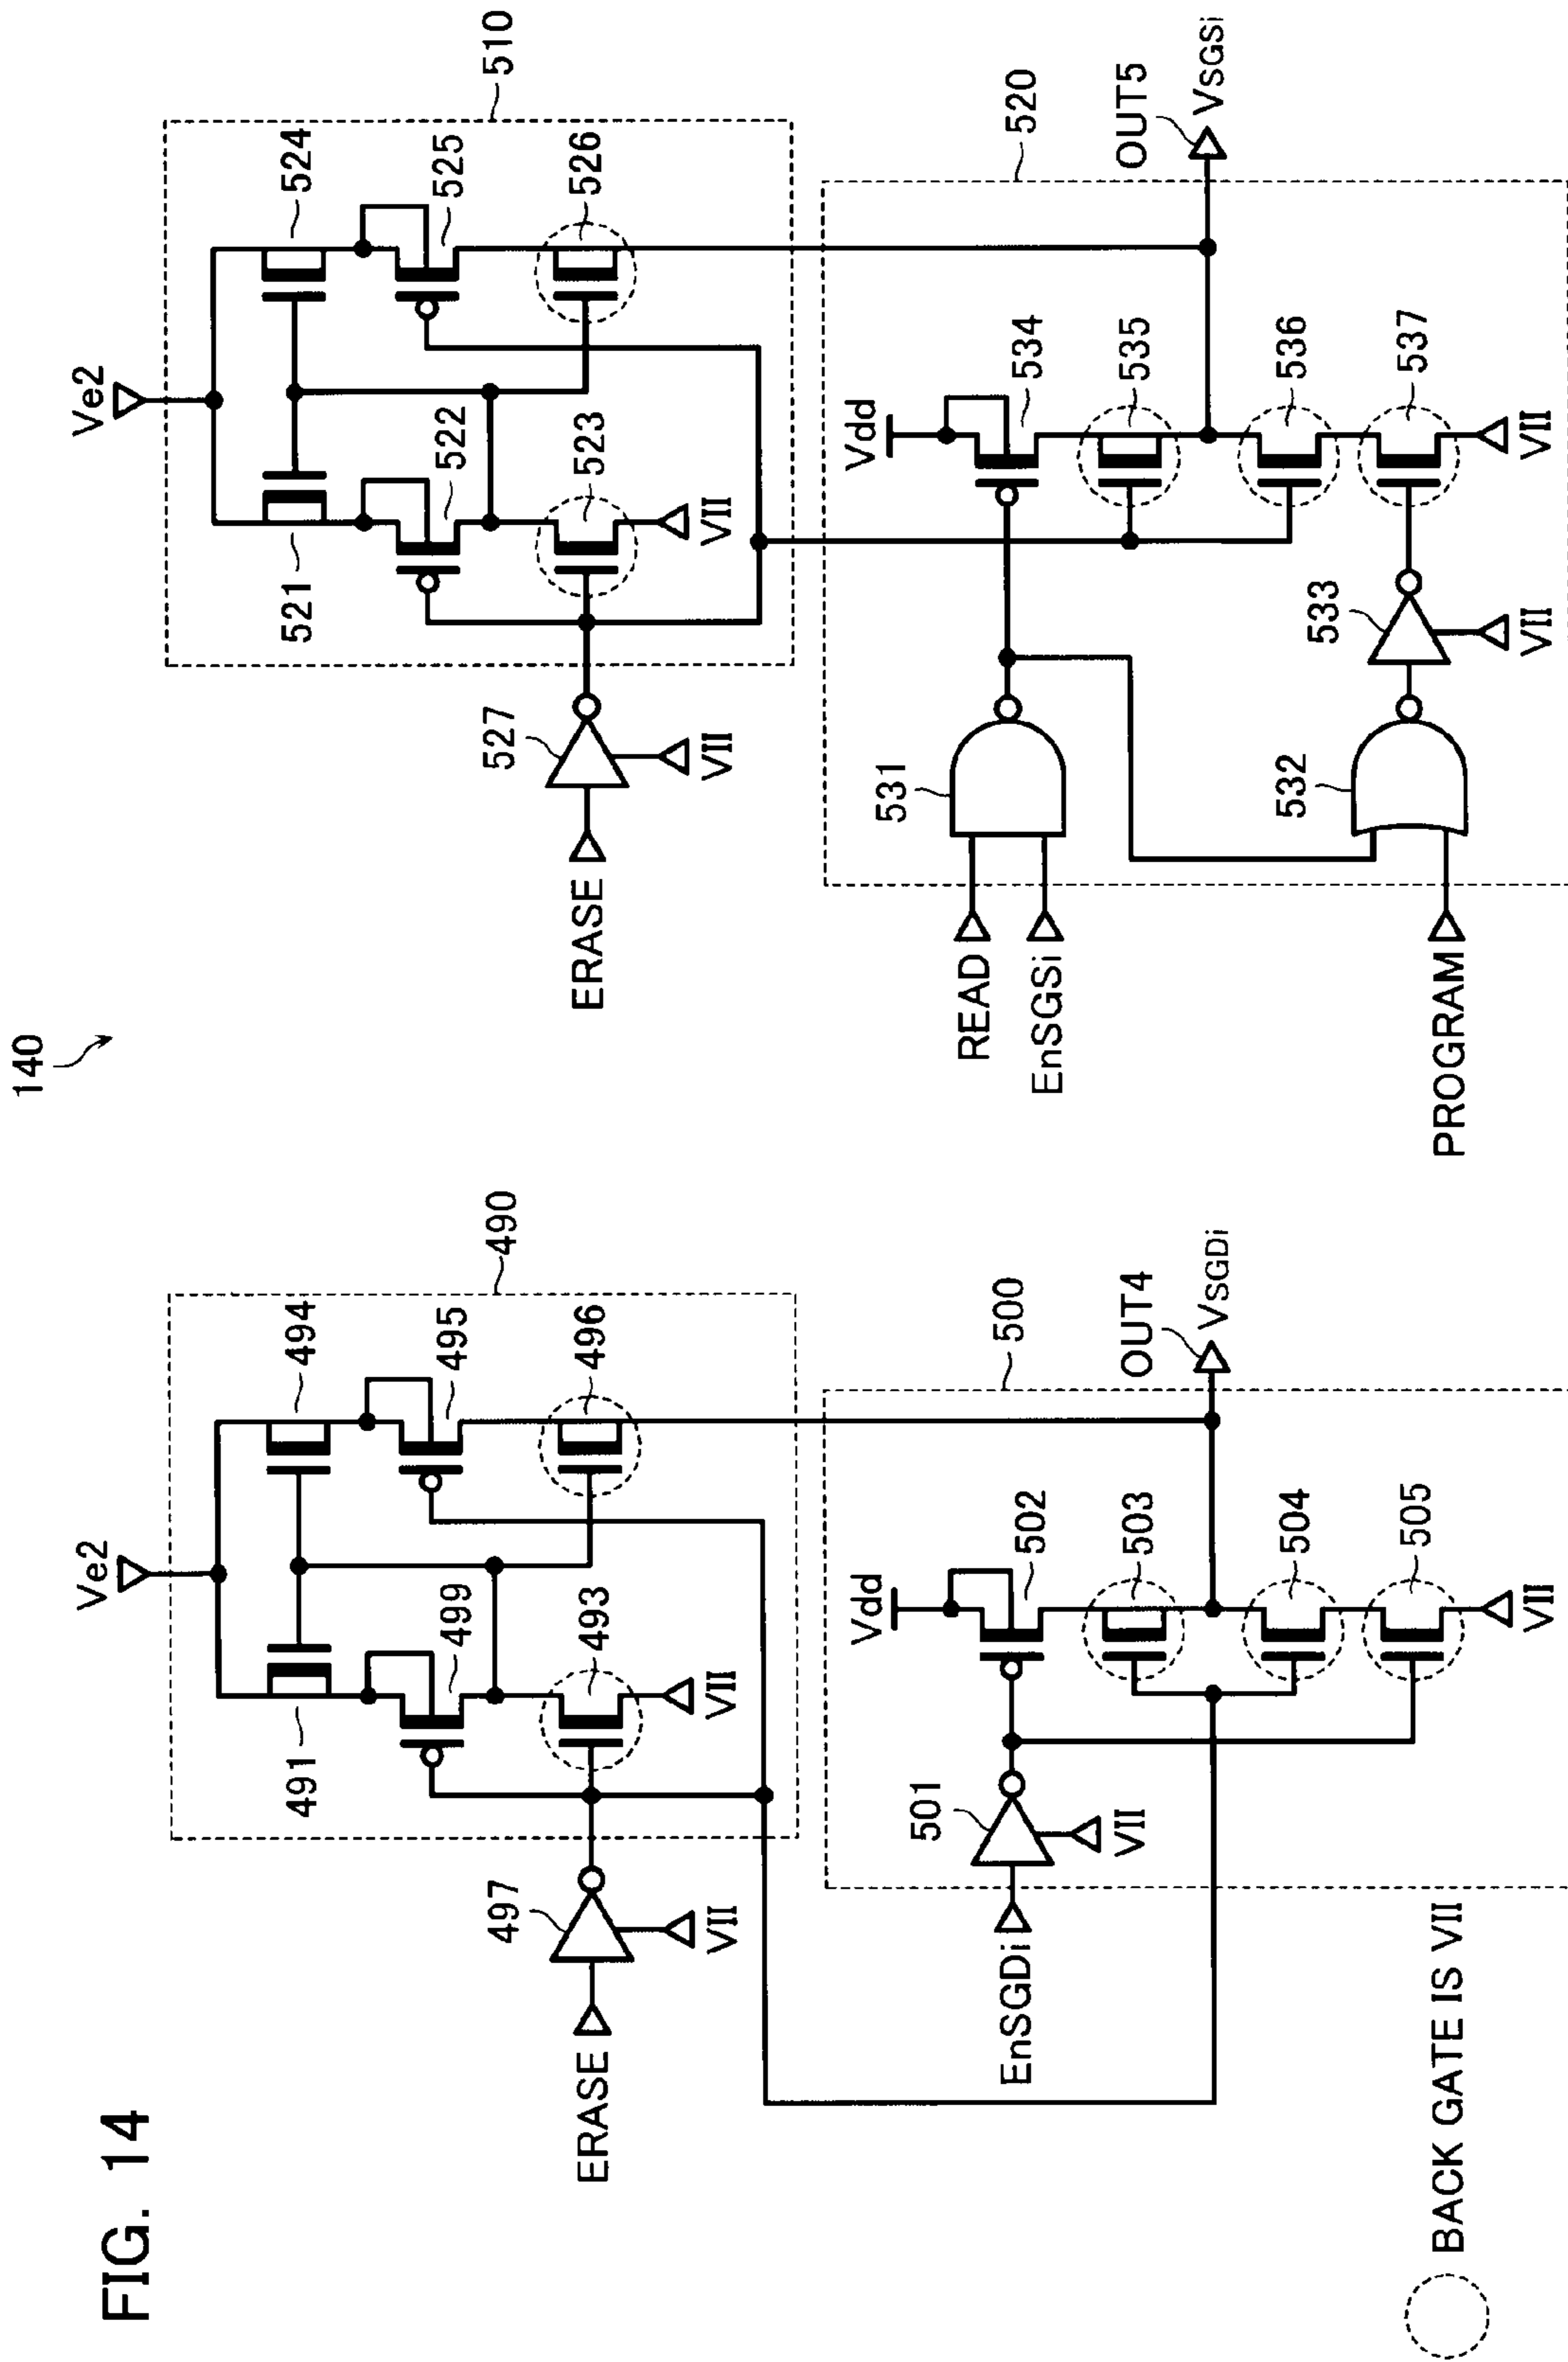 FIG. 14
140
Ve2
490
491
494
499
495
493
496
497
ERASE
VII
VII
500
Vdd
501
502
503
504
505
EnSGDi
VII
VII
OUT4
VSGDi
Ve2
510
521
524
522
525
523
526
527
ERASE
VII
VII
520
Vdd
531
534
535
536
537
532
533
READ
EnSGSi
PROGRAM
VII
VII
OUT5
VSGSi
BACK GATE IS VII